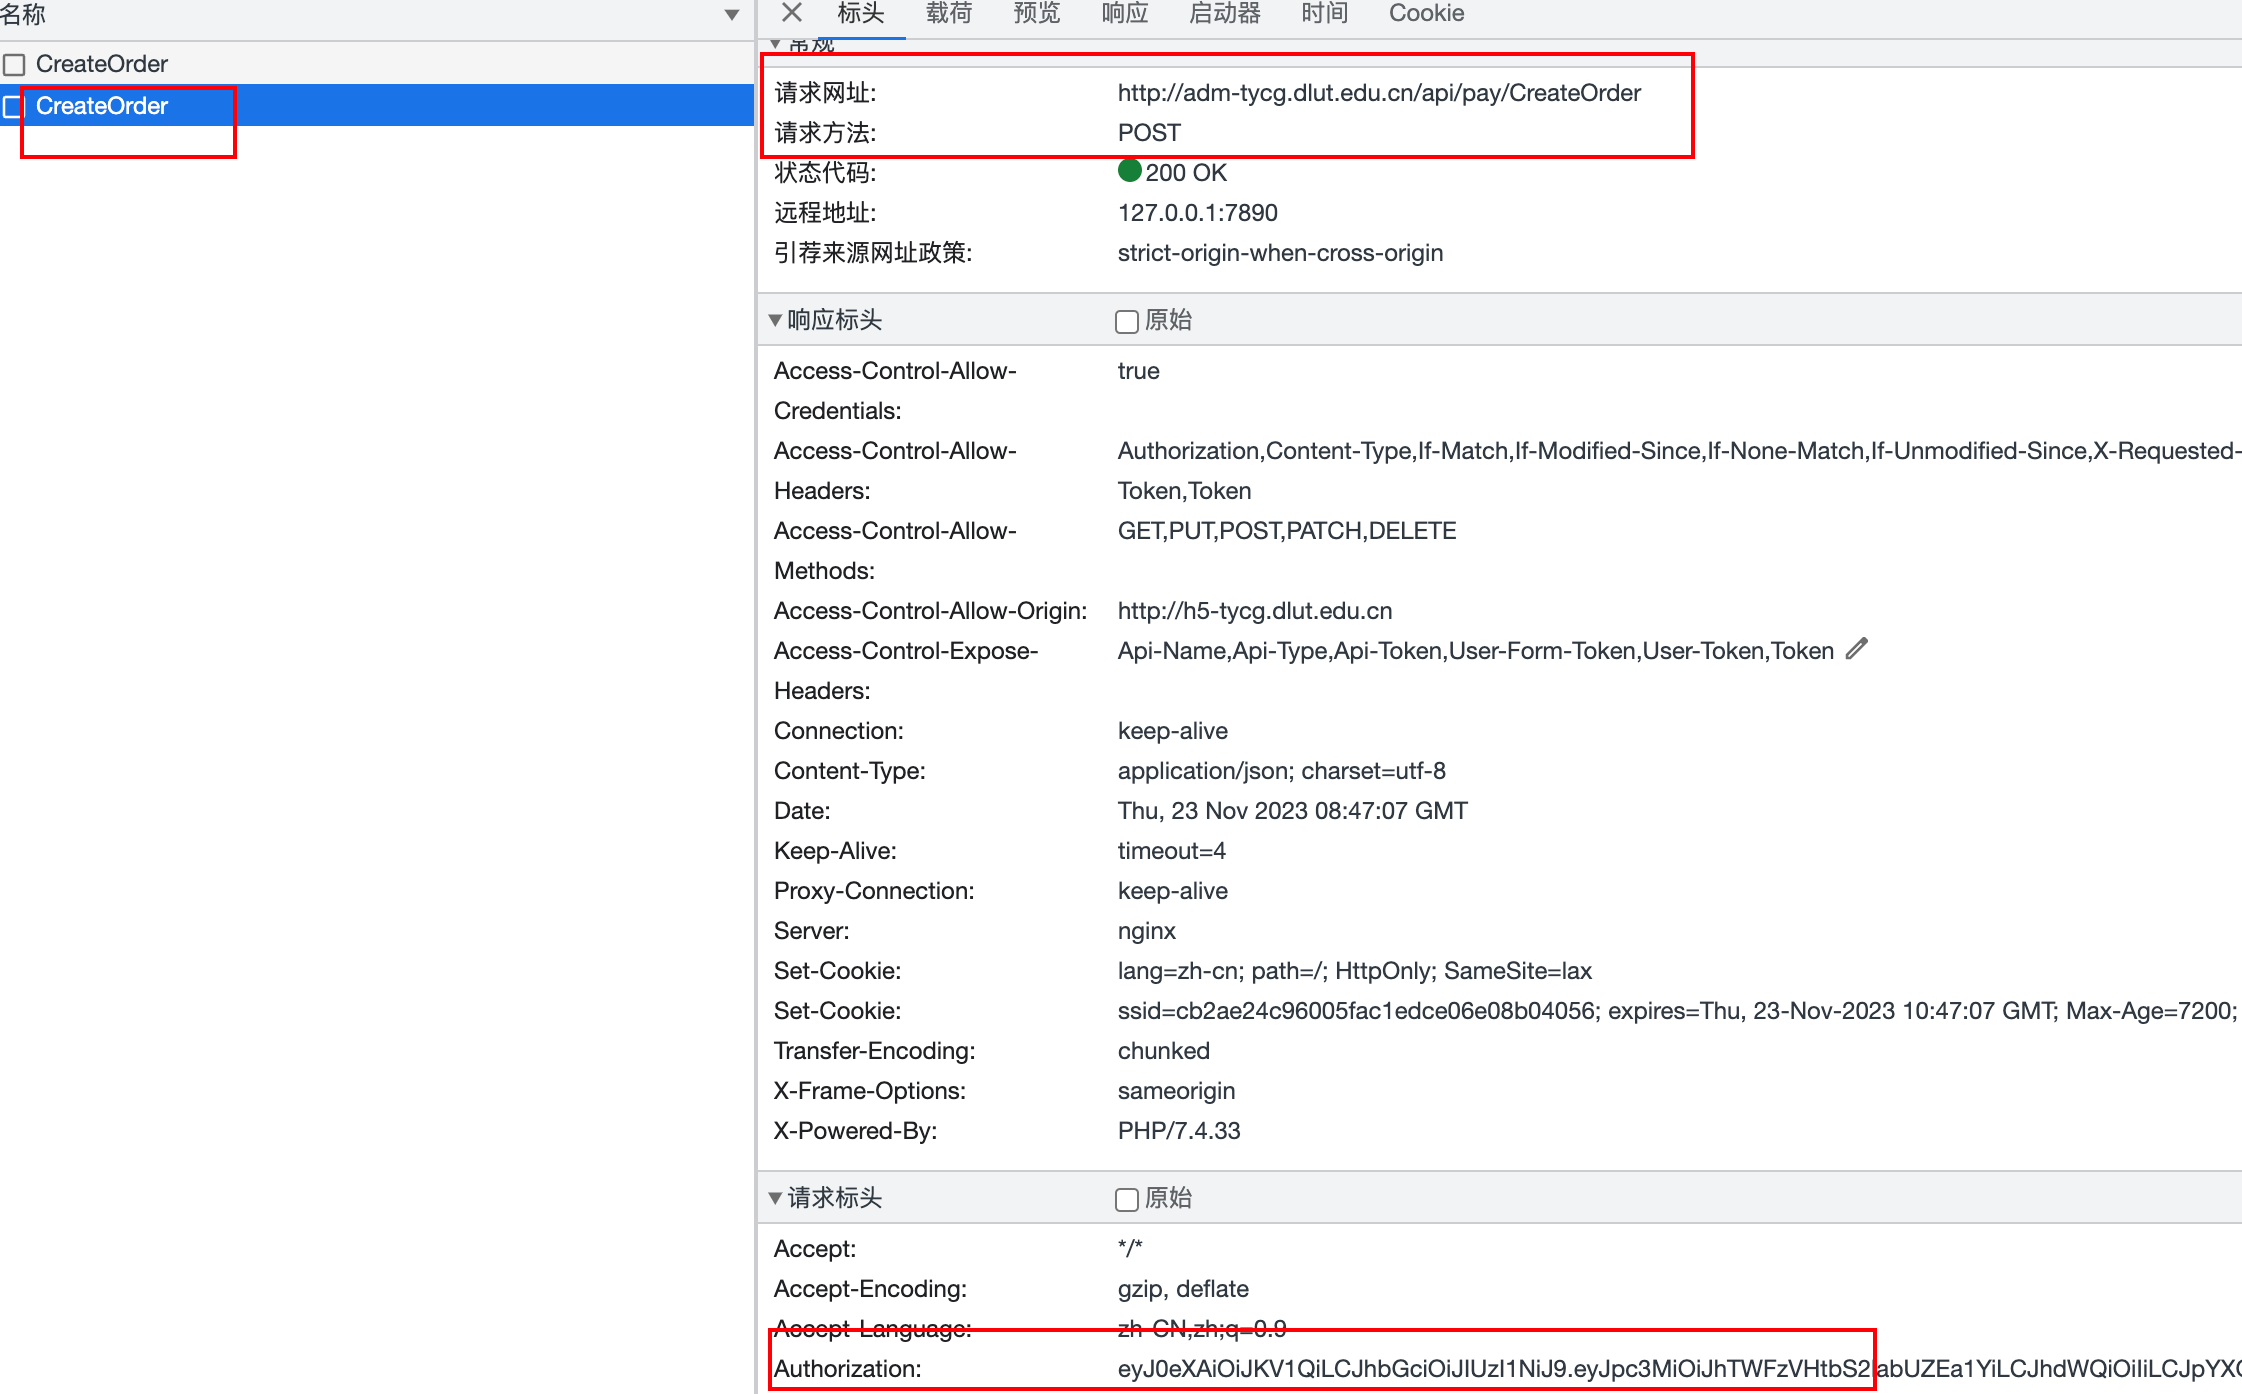 名称
CreateOrder
CreateOrder
标头 载荷 预览 响应 启动器 时间 Cookie
常规
请求网址: http://adm-tycg.dlut.edu.cn/api/pay/CreateOrder
请求方法: POST
状态代码: 200 OK
远程地址: 127.0.0.1:7890
引荐来源网址政策: strict-origin-when-cross-origin
响应标头 原始
Access-Control-Allow- true
Credentials:
Access-Control-Allow- Authorization,Content-Type,If-Match,If-Modified-Since,If-None-Match,If-Unmodified-Since,X-Requested-
Headers: Token,Token
Access-Control-Allow- GET,PUT,POST,PATCH,DELETE
Methods:
Access-Control-Allow-Origin: http://h5-tycg.dlut.edu.cn
Access-Control-Expose- Api-Name,Api-Type,Api-Token,User-Form-Token,User-Token,Token
Headers:
Connection: keep-alive
Content-Type: application/json; charset=utf-8
Date: Thu, 23 Nov 2023 08:47:07 GMT
Keep-Alive: timeout=4
Proxy-Connection: keep-alive
Server: nginx
Set-Cookie: lang=zh-cn; path=/; HttpOnly; SameSite=lax
Set-Cookie: ssid=cb2ae24c96005fac1edce06e08b04056; expires=Thu, 23-Nov-2023 10:47:07 GMT; Max-Age=7200;
Transfer-Encoding: chunked
X-Frame-Options: sameorigin
X-Powered-By: PHP/7.4.33
请求标头 原始
Accept: */*
Accept-Encoding: gzip, deflate
Accept-Language: zh-CN,zh;q=0.9
Authorization: